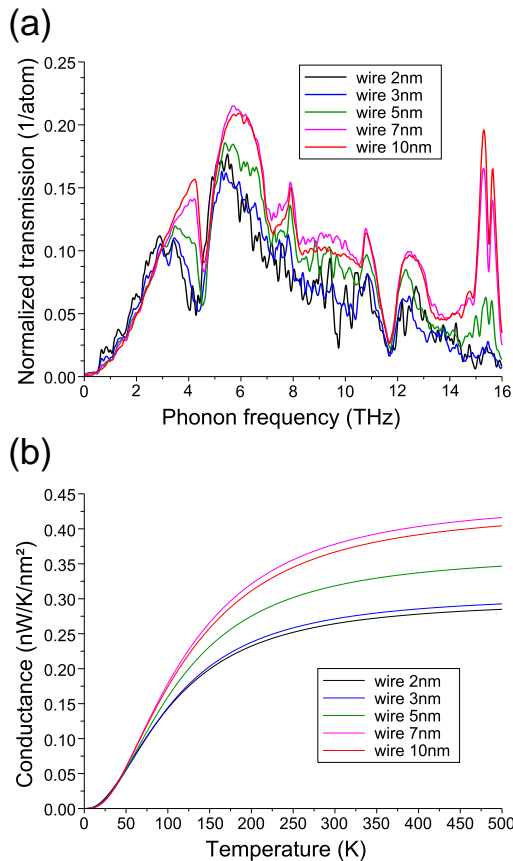 (a)
Normalized transmission (1/atom)
0.25
0.20
0.15
0.10
0.05
0.00
wire 2nm
wire 3nm
wire 5nm
wire 7nm
wire 10nm
0 2 4 6 8 10 12 14 16
Phonon frequency (THz)
(b)
Conductance (nW/K/nm²)
0.45
0.40
0.35
0.30
0.25
0.20
0.15
0.10
0.05
0.00
wire 2nm
wire 3nm
wire 5nm
wire 7nm
wire 10nm
0 50 100 150 200 250 300 350 400 450 500
Temperature (K)